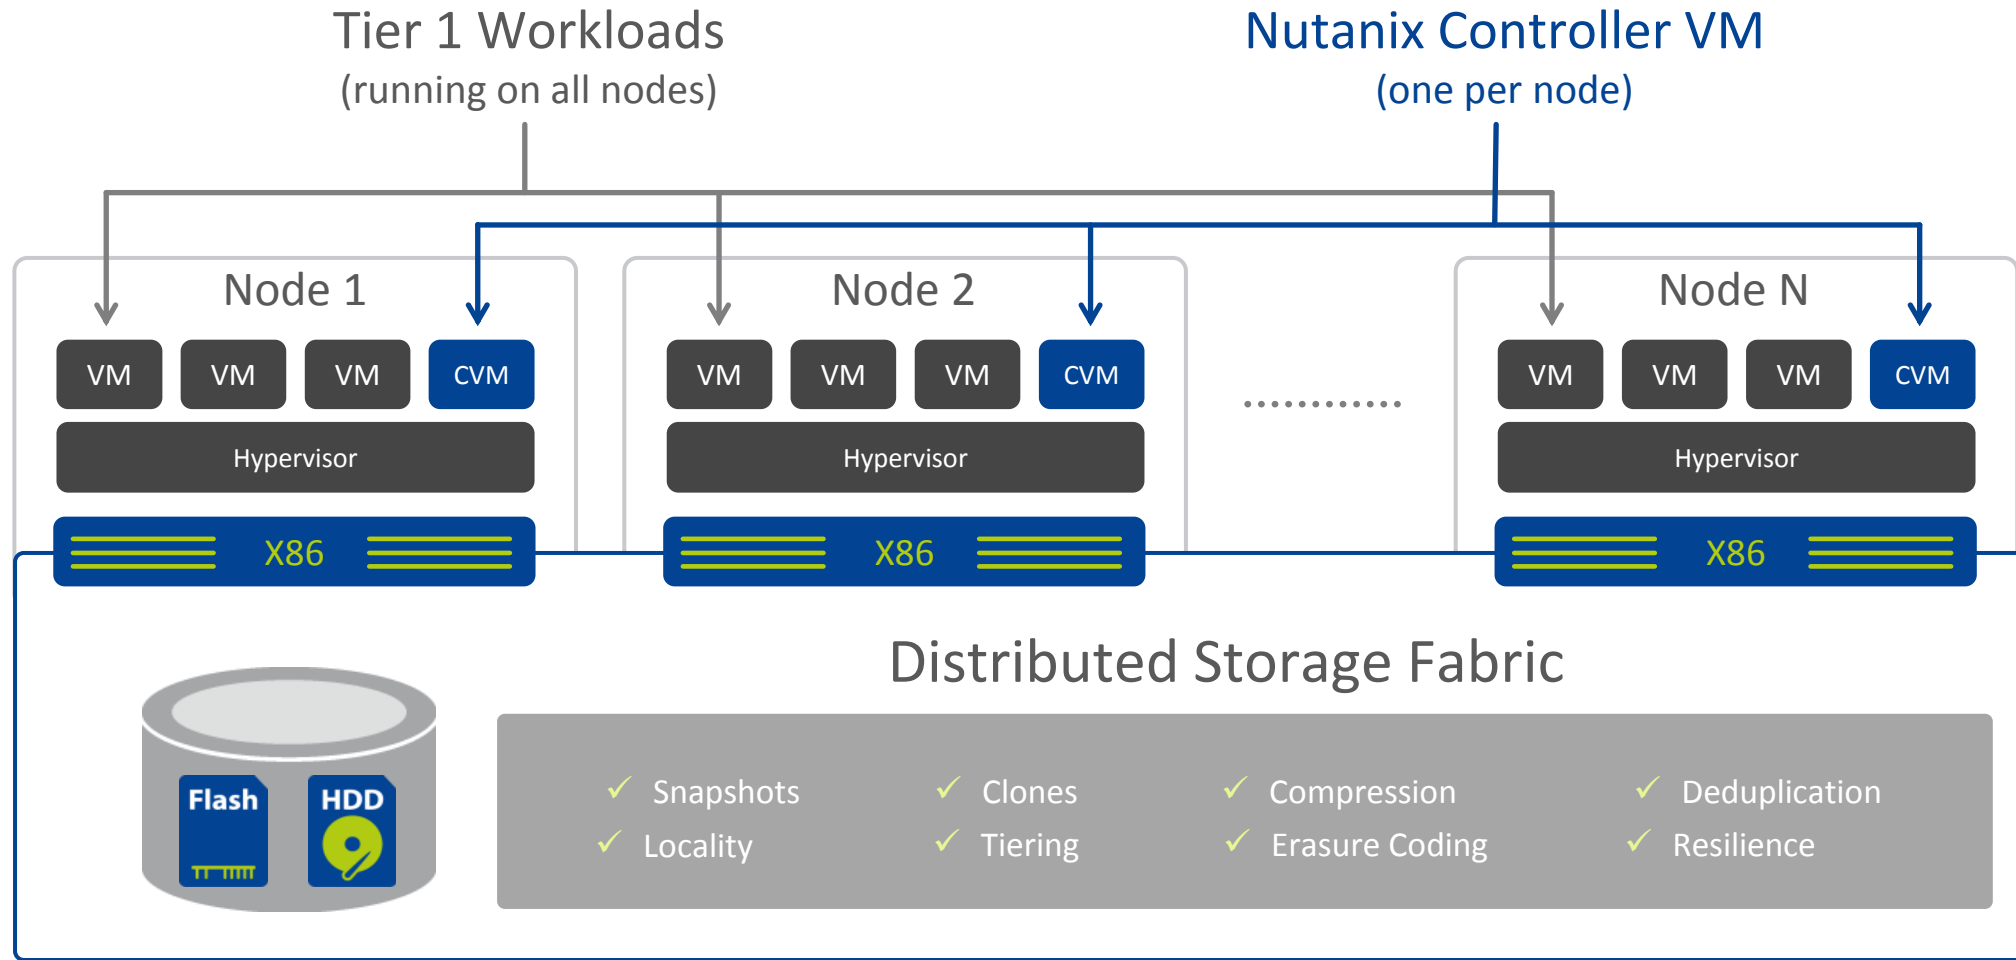 Tier 1 Workloads
(running on all nodes)
Nutanix Controller VM
(one per node)
Node 1
VM VM VM CVM
Hypervisor
X86
Node 2
VM VM VM CVM
Hypervisor
X86
Node N
VM VM VM CVM
Hypervisor
X86
Distributed Storage Fabric
Flash HDD
✓ Snapshots ✓ Clones ✓ Compression ✓ Deduplication
✓ Locality ✓ Tiering ✓ Erasure Coding ✓ Resilience